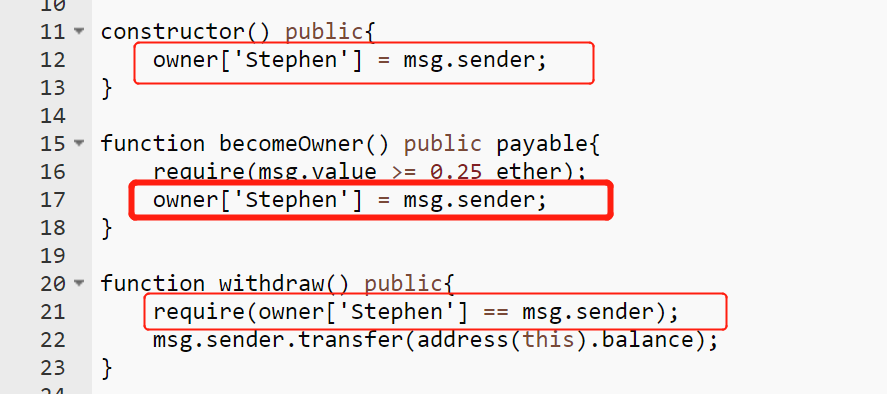 10
11 constructor() public{
12 owner['Stephen'] = msg.sender;
13 }
14
15 function becomeOwner() public payable{
16 require(msg.value >= 0.25 ether);
17 owner['Stephen'] = msg.sender;
18 }
19
20 function withdraw() public{
21 require(owner['Stephen'] == msg.sender);
22 msg.sender.transfer(address(this).balance);
23 }
24